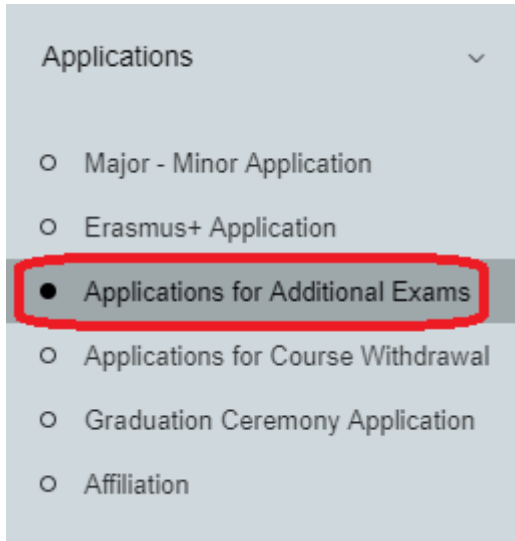 Applications
Major - Minor Application
Erasmus+ Application
Applications for Additional Exams
Applications for Course Withdrawal
Graduation Ceremony Application
Affiliation